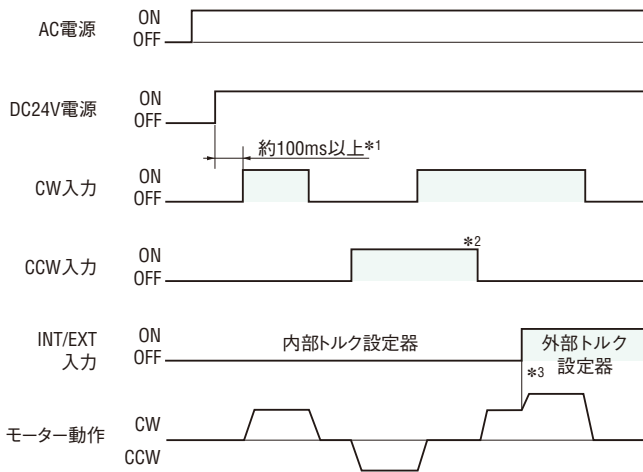 AC電源
ON
OFF
DC24V電源
ON
OFF
約100ms以上*1
CW入力
ON
OFF
CCW入力
ON
OFF
*2
INT/EXT
入力
ON
OFF
内部トルク設定器
外部トルク
設定器
*3
モーター動作
CW
CCW